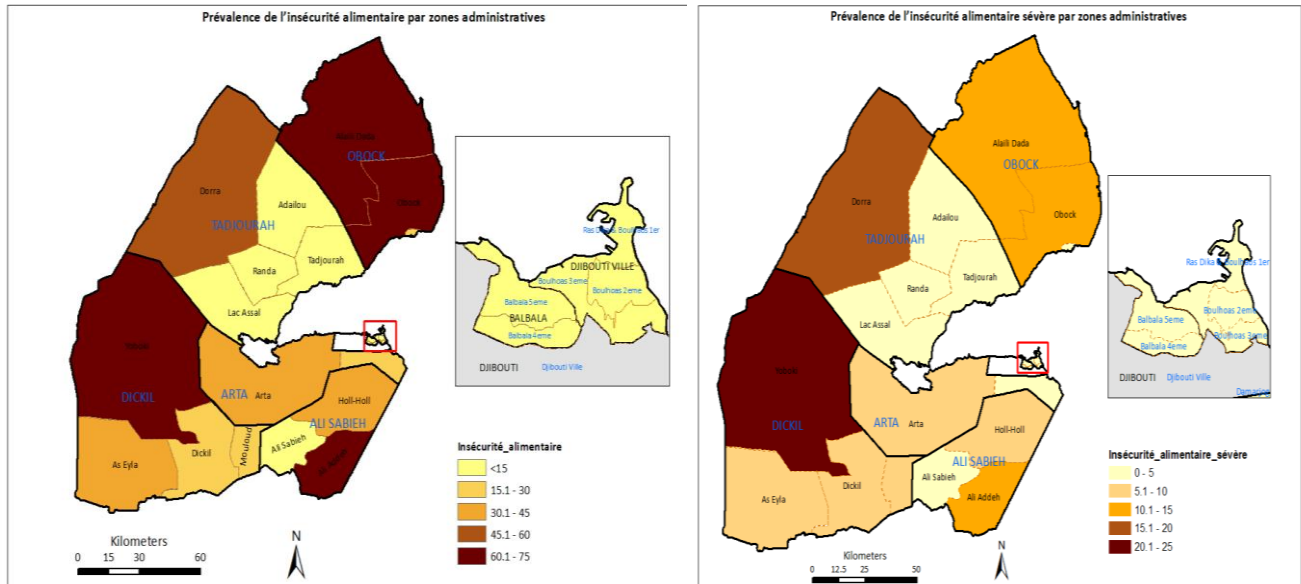 Prévalence de l'insécurité alimentaire par zones administratives
Alaili Dada
OBOCK
Obock
Dorra
Adailou
TADJOURAH
Randa
Tadjourah
Lac Assal
DICKIL
ARTA
Arta
Holl-Holl
ALI SABIEH
Ali Sabieh
Mouloud
Dickil
As Eyla
Ali Addeh
Ras Dika & Boulhoas 1er
DJIBOUTI VILLE
Boulhoas 3eme
Boulhoas 2eme
Balbala 5eme
BALBALA
Balbala 4eme
DJIBOUTI
Djibouti Ville
Insécurité_alimentaire
<15
15.1 - 30
30.1 - 45
45.1 - 60
60.1 - 75
Kilometers
0 15 30 60
N
Prévalence de l'insécurité alimentaire sévère par zones administratives
Alaili Dada
OBOCK
Obock
Dorra
Adailou
TADJOURAH
Tadjourah
Randa
Lac Assal
DICKIL
ARTA
Arta
Holl-Holl
ALI SABIEH
Ali Sabieh
Ali Addeh
Dickil
As Eyla
Ras Dika & Boulhoas 1er
Boulhoas 2eme
Balbala 5eme
Balbala 4eme
DJIBOUTI
Djibouti Ville
Damerjog
Insécurité_alimentaire_sévère
0 - 5
5.1 - 10
10.1 - 15
15.1 - 20
20.1 - 25
Kilometers
0 12.5 25 50
N